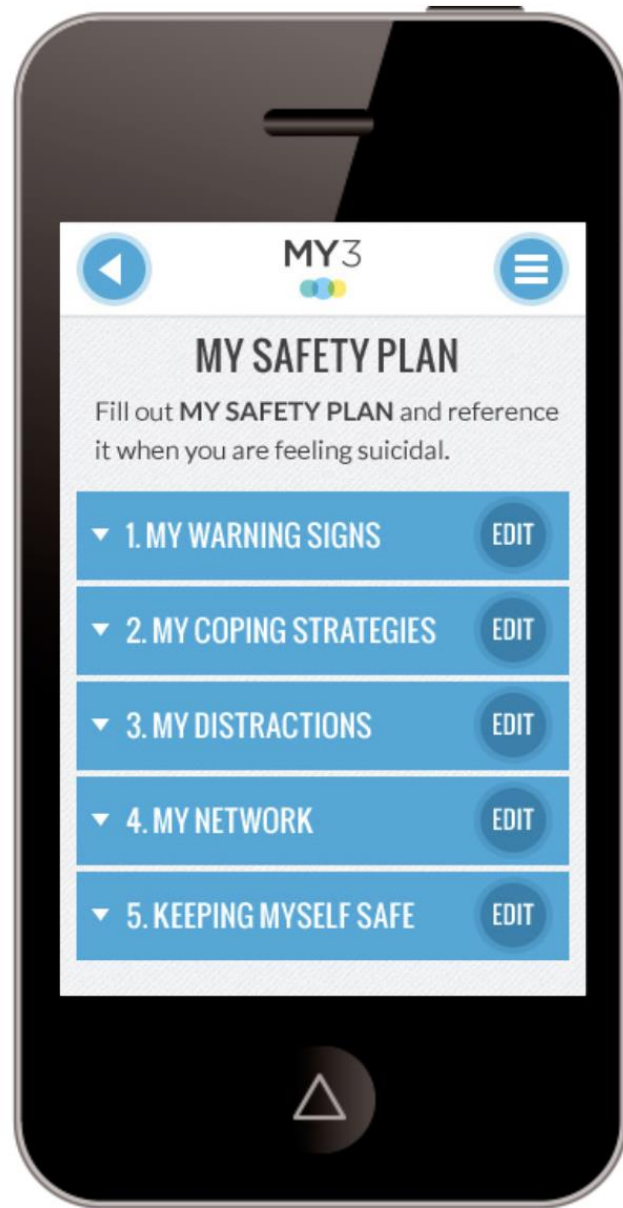 MY3
MY SAFETY PLAN
Fill out MY SAFETY PLAN and reference
it when you are feeling suicidal.
1. MY WARNING SIGNS EDIT
2. MY COPING STRATEGIES EDIT
3. MY DISTRACTIONS EDIT
4. MY NETWORK EDIT
5. KEEPING MYSELF SAFE EDIT